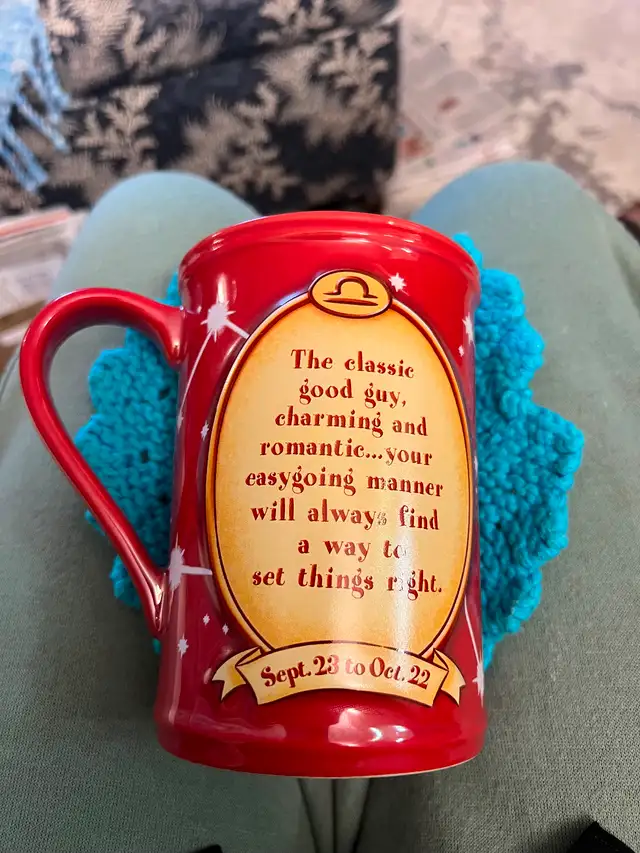 The classic
good guy,
charming and
romantic...your
easygoing manner
will always find
a way to
set things right.
Sept. 23 to Oct. 22